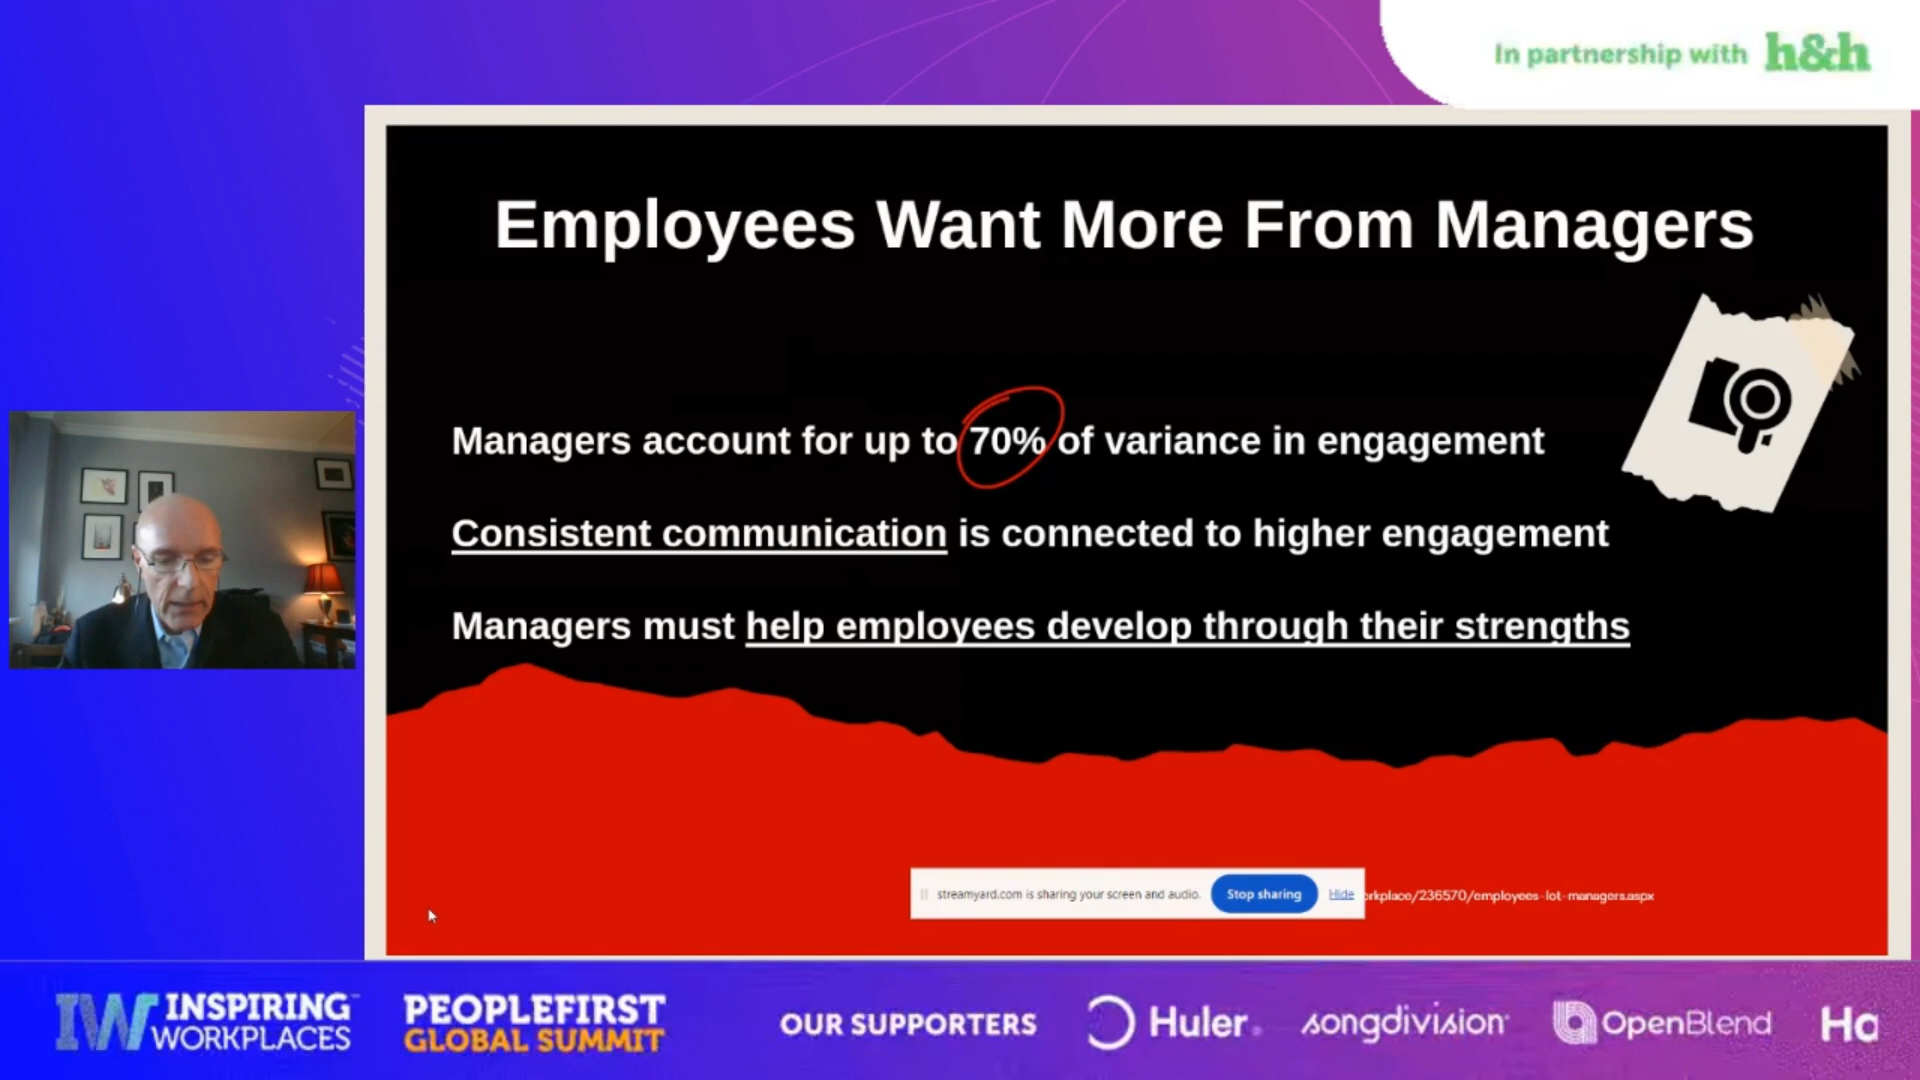 In partnership with h&h
Employees Want More From Managers
Managers account for up to 70% of variance in engagement
Consistent communication is connected to higher engagement
Managers must help employees develop through their strengths
streamyard.com is sharing your screen and audio. Stop sharing Hide
orkplace/236570/employees-lot-managers.aspx
IW INSPIRING
WORKPLACES
PEOPLEFIRST
GLOBAL SUMMIT
OUR SUPPORTERS
Huler
songdivision
OpenBlend
Ha